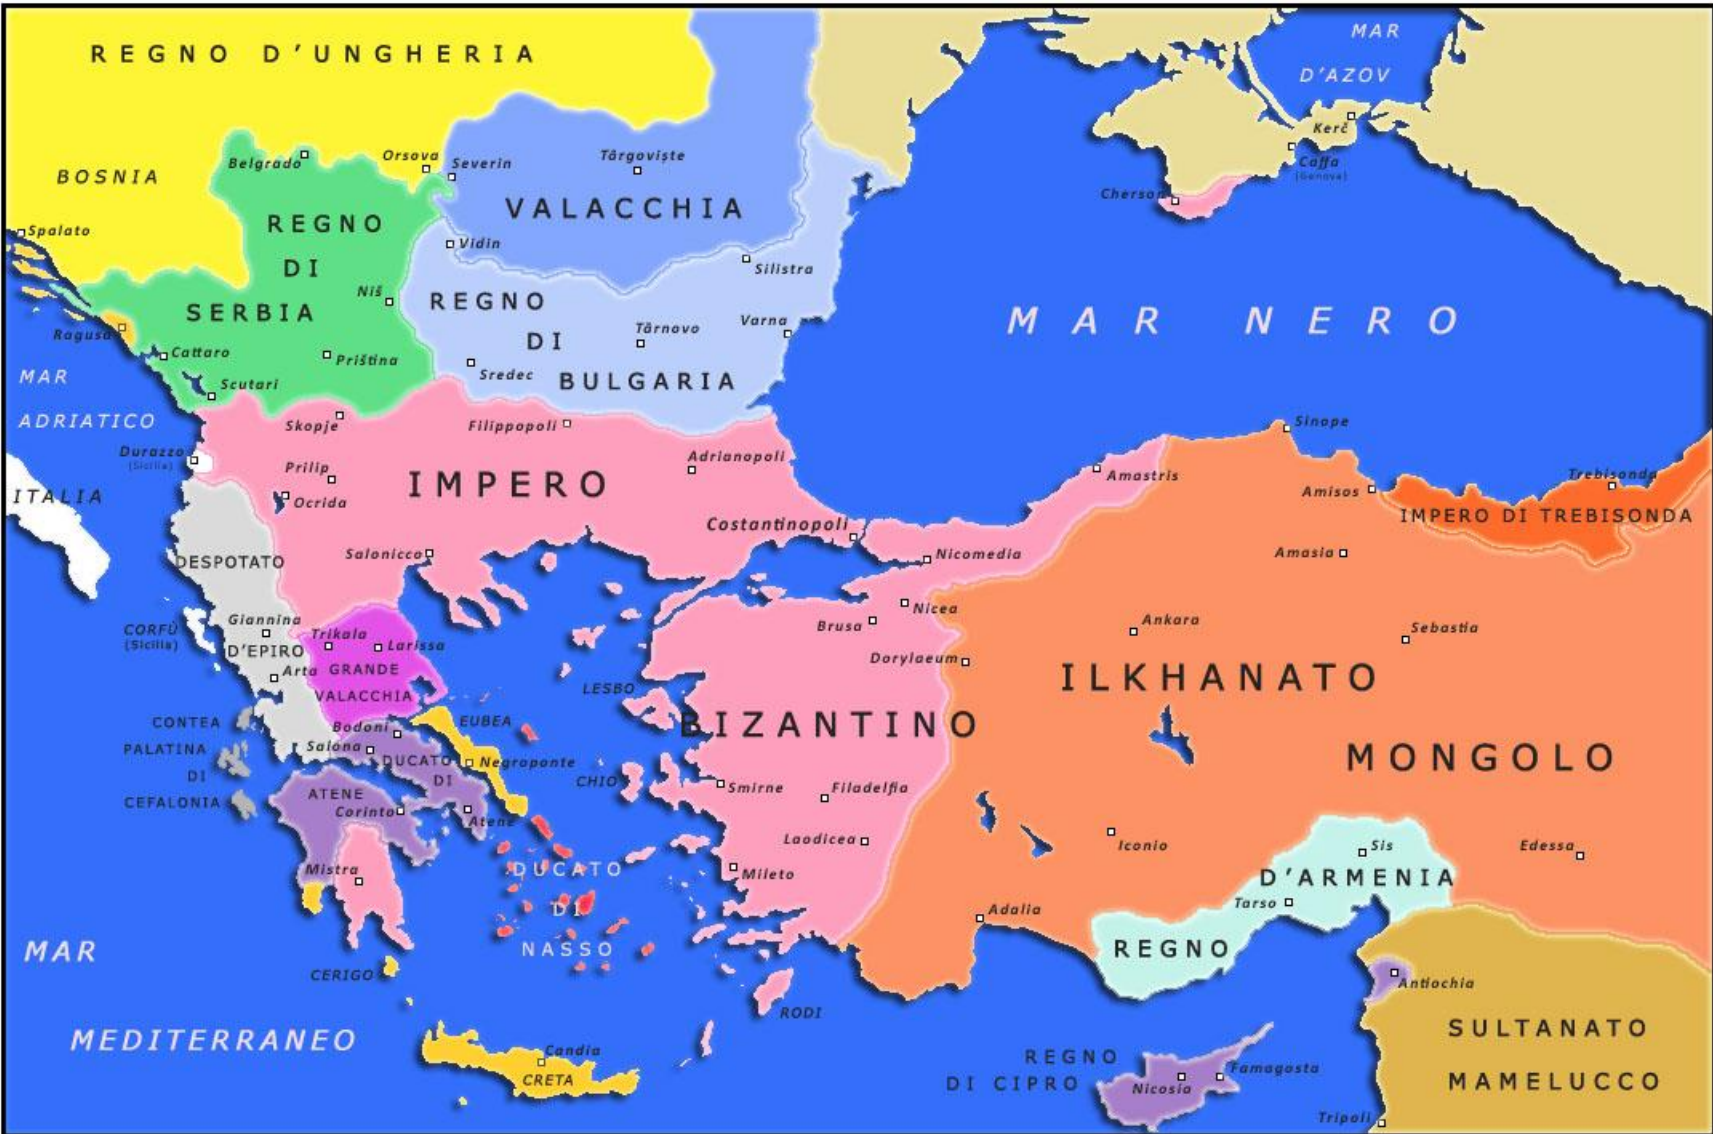 REGNO D'UNGHERIA
MAR
D'AZOV
Kerč
Caffa
(Genova)
Cherson
BOSNIA
Belgrado
Orsova
Severin
Târgovişte
VALACCHIA
Spalato
REGNO
DI
SERBIA
Vidin
Silistra
Niš
REGNO
DI
BULGARIA
Târnovo
Varna
Sredec
MAR NERO
Ragusa
Cattaro
Priština
Scutari
MAR
ADRIATICO
Skopje
Filippopoli
Sinope
Durazzo
(Sicilia)
Prilip
IMPERO
Adrianopoli
Amastris
Trebisonda
ITALIA
Ocrida
Amisos
IMPERO DI TREBISONDA
Costantinopoli
DESPOTATO
Salonicco
Nicomedia
Amasia
CORFÙ
(Sicilia)
Giannina
D'EPIRO
Trikala
Larissa
Nicea
Brusa
Ankara
Sebastia
Arta
GRANDE
VALACCHIA
Dorylaeum
ILKHANATO
LESBO
CONTEA
PALATINA
DI
CEFALONIA
Bodoni
EUBEA
BIZANTINO
Salona
DUCATO
DI
ATENE
Negroponte
MONGOLO
CHIO
Smirne
Filadelfia
Corinto
Atene
Laodicea
Iconio
Sis
Edessa
Mistra
DUCATO
DI
NASSO
Mileto
REGNO
D'ARMENIA
Tarso
Adalia
MAR
MEDITERRANEO
CERIGO
Antiochia
RODI
SULTANATO
MAMELUCCO
Candia
CRETA
REGNO
DI CIPRO
Nicosia
Famagosta
Tripoli